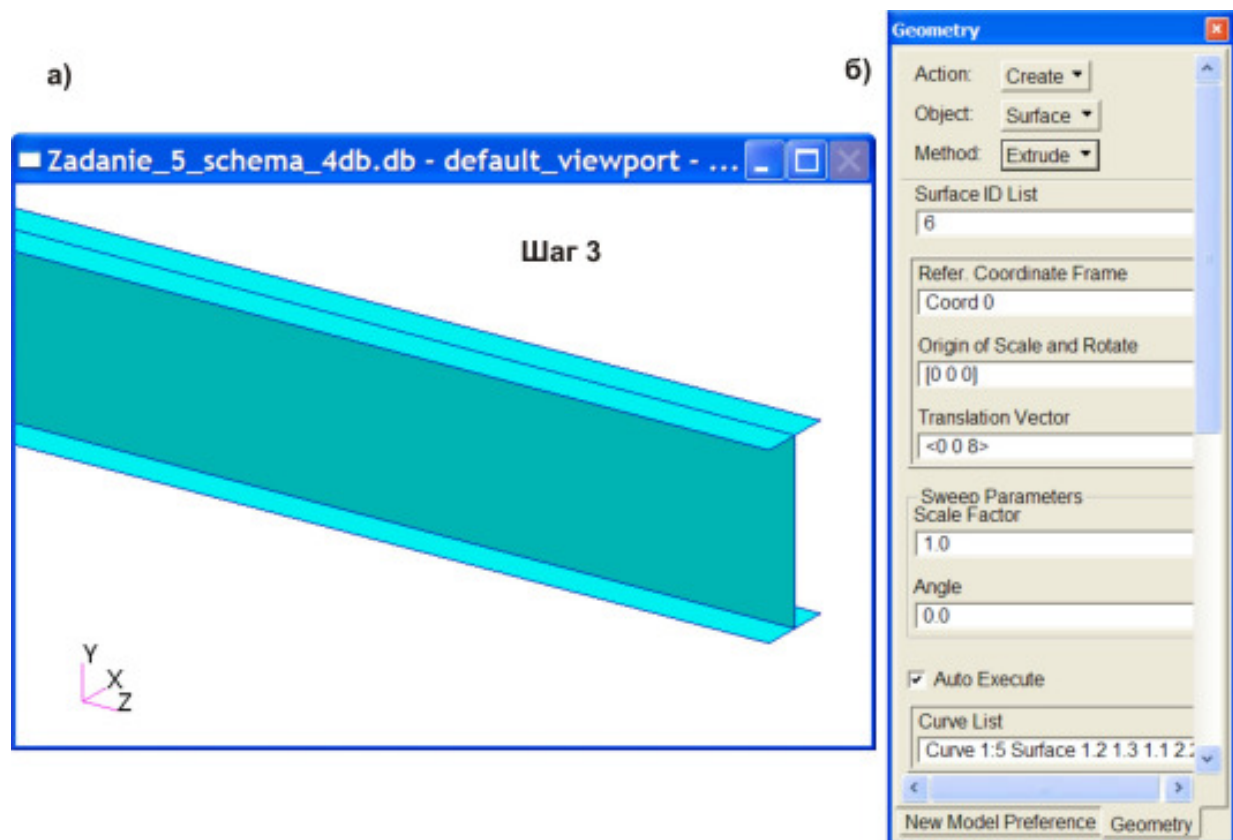 а)
Zadanie_5_schema_4db.db - default_viewport - ...
Шаг 3
Y
X
Z
б)
Geometry
Action: Create
Object: Surface
Method: Extrude
Surface ID List
6
Refer. Coordinate Frame
Coord 0
Origin of Scale and Rotate
[0 0 0]
Translation Vector
<0 0 8>
Sweep Parameters
Scale Factor
1.0
Angle
0.0
Auto Execute
Curve List
Curve 1:5 Surface 1.2 1.3 1.1 2.2
New Model Preference Geometry